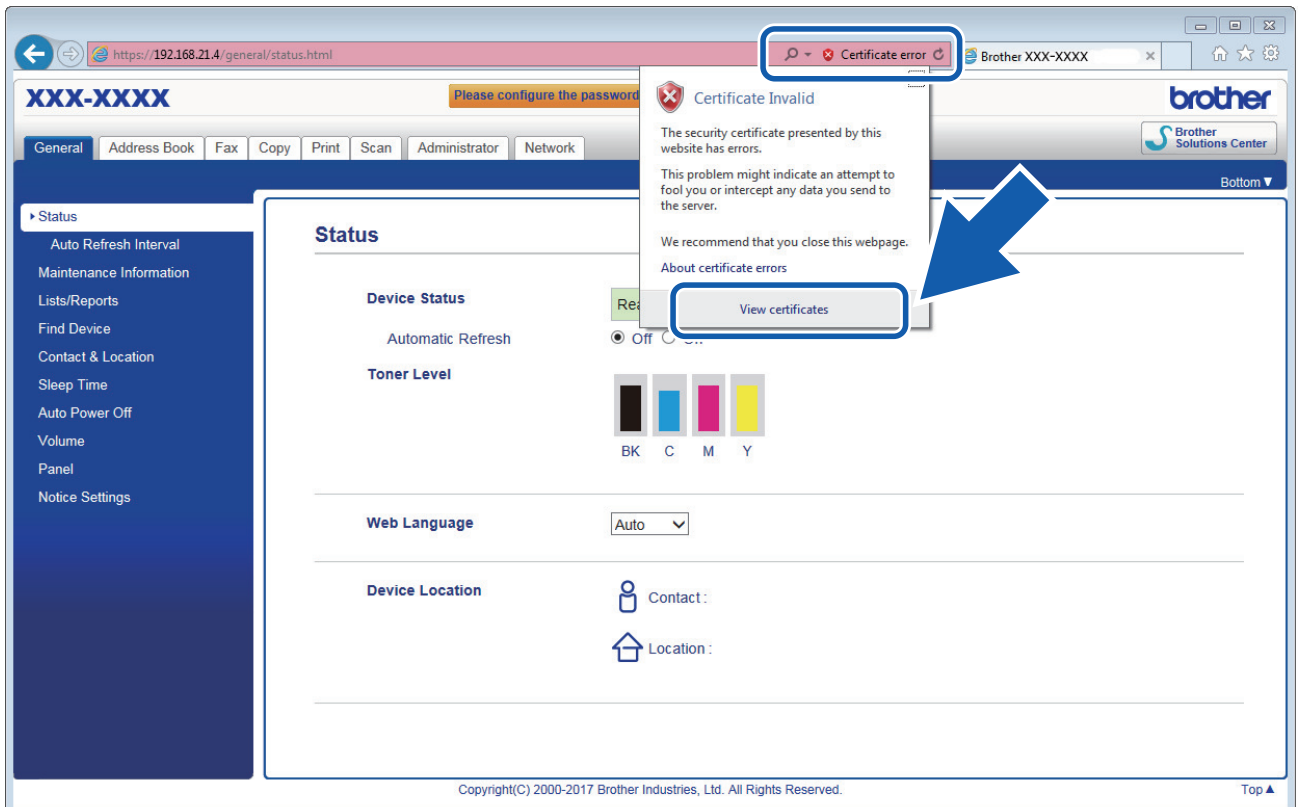 https://192.168.21.4/general/status.html
Certificate error
Brother XXX-XXXX
XXX-XXXX
Please configure the password
brother
Certificate Invalid
The security certificate presented by this
website has errors.
This problem might indicate an attempt to
fool you or intercept any data you send to
the server.
We recommend that you close this webpage.
About certificate errors
View certificates
General
Address Book
Fax
Copy
Print
Scan
Administrator
Network
Brother
Solutions Center
Bottom▼
Status
Auto Refresh Interval
Maintenance Information
Lists/Reports
Find Device
Contact & Location
Sleep Time
Auto Power Off
Volume
Panel
Notice Settings
Status
Device Status
Automatic Refresh
Off
Toner Level
BK C M Y
Web Language
Auto
Device Location
Contact :
Location :
Copyright(C) 2000-2017 Brother Industries, Ltd. All Rights Reserved.
Top▲